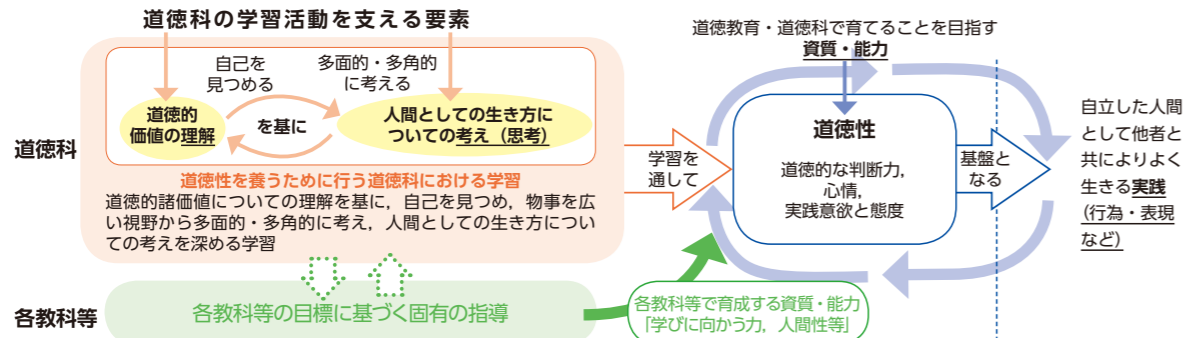 道徳科の学習活動を支える要素
道徳教育・道徳科で育てることを目指す
資質・能力
道徳科
自己を
見つめる
多面的・多角的
に考える
道徳的
価値の理解
を基に
人間としての生き方に
ついての考え（思考）
道徳性を養うために行う道徳科における学習
道徳的諸価値についての理解を基に，自己を見つめ，物事を広
い視野から多面的・多角的に考え，人間としての生き方につい
ての考えを深める学習
学習を
通して
道徳性
道徳的な判断力，
心情，
実践意欲と態度
基盤と
なる
自立した人間
として他者と
共によりよく
生きる実践
（行為・表現
など）
各教科等
各教科等の目標に基づく固有の指導
各教科等で育成する資質・能力
「学びに向かう力，人間性等」